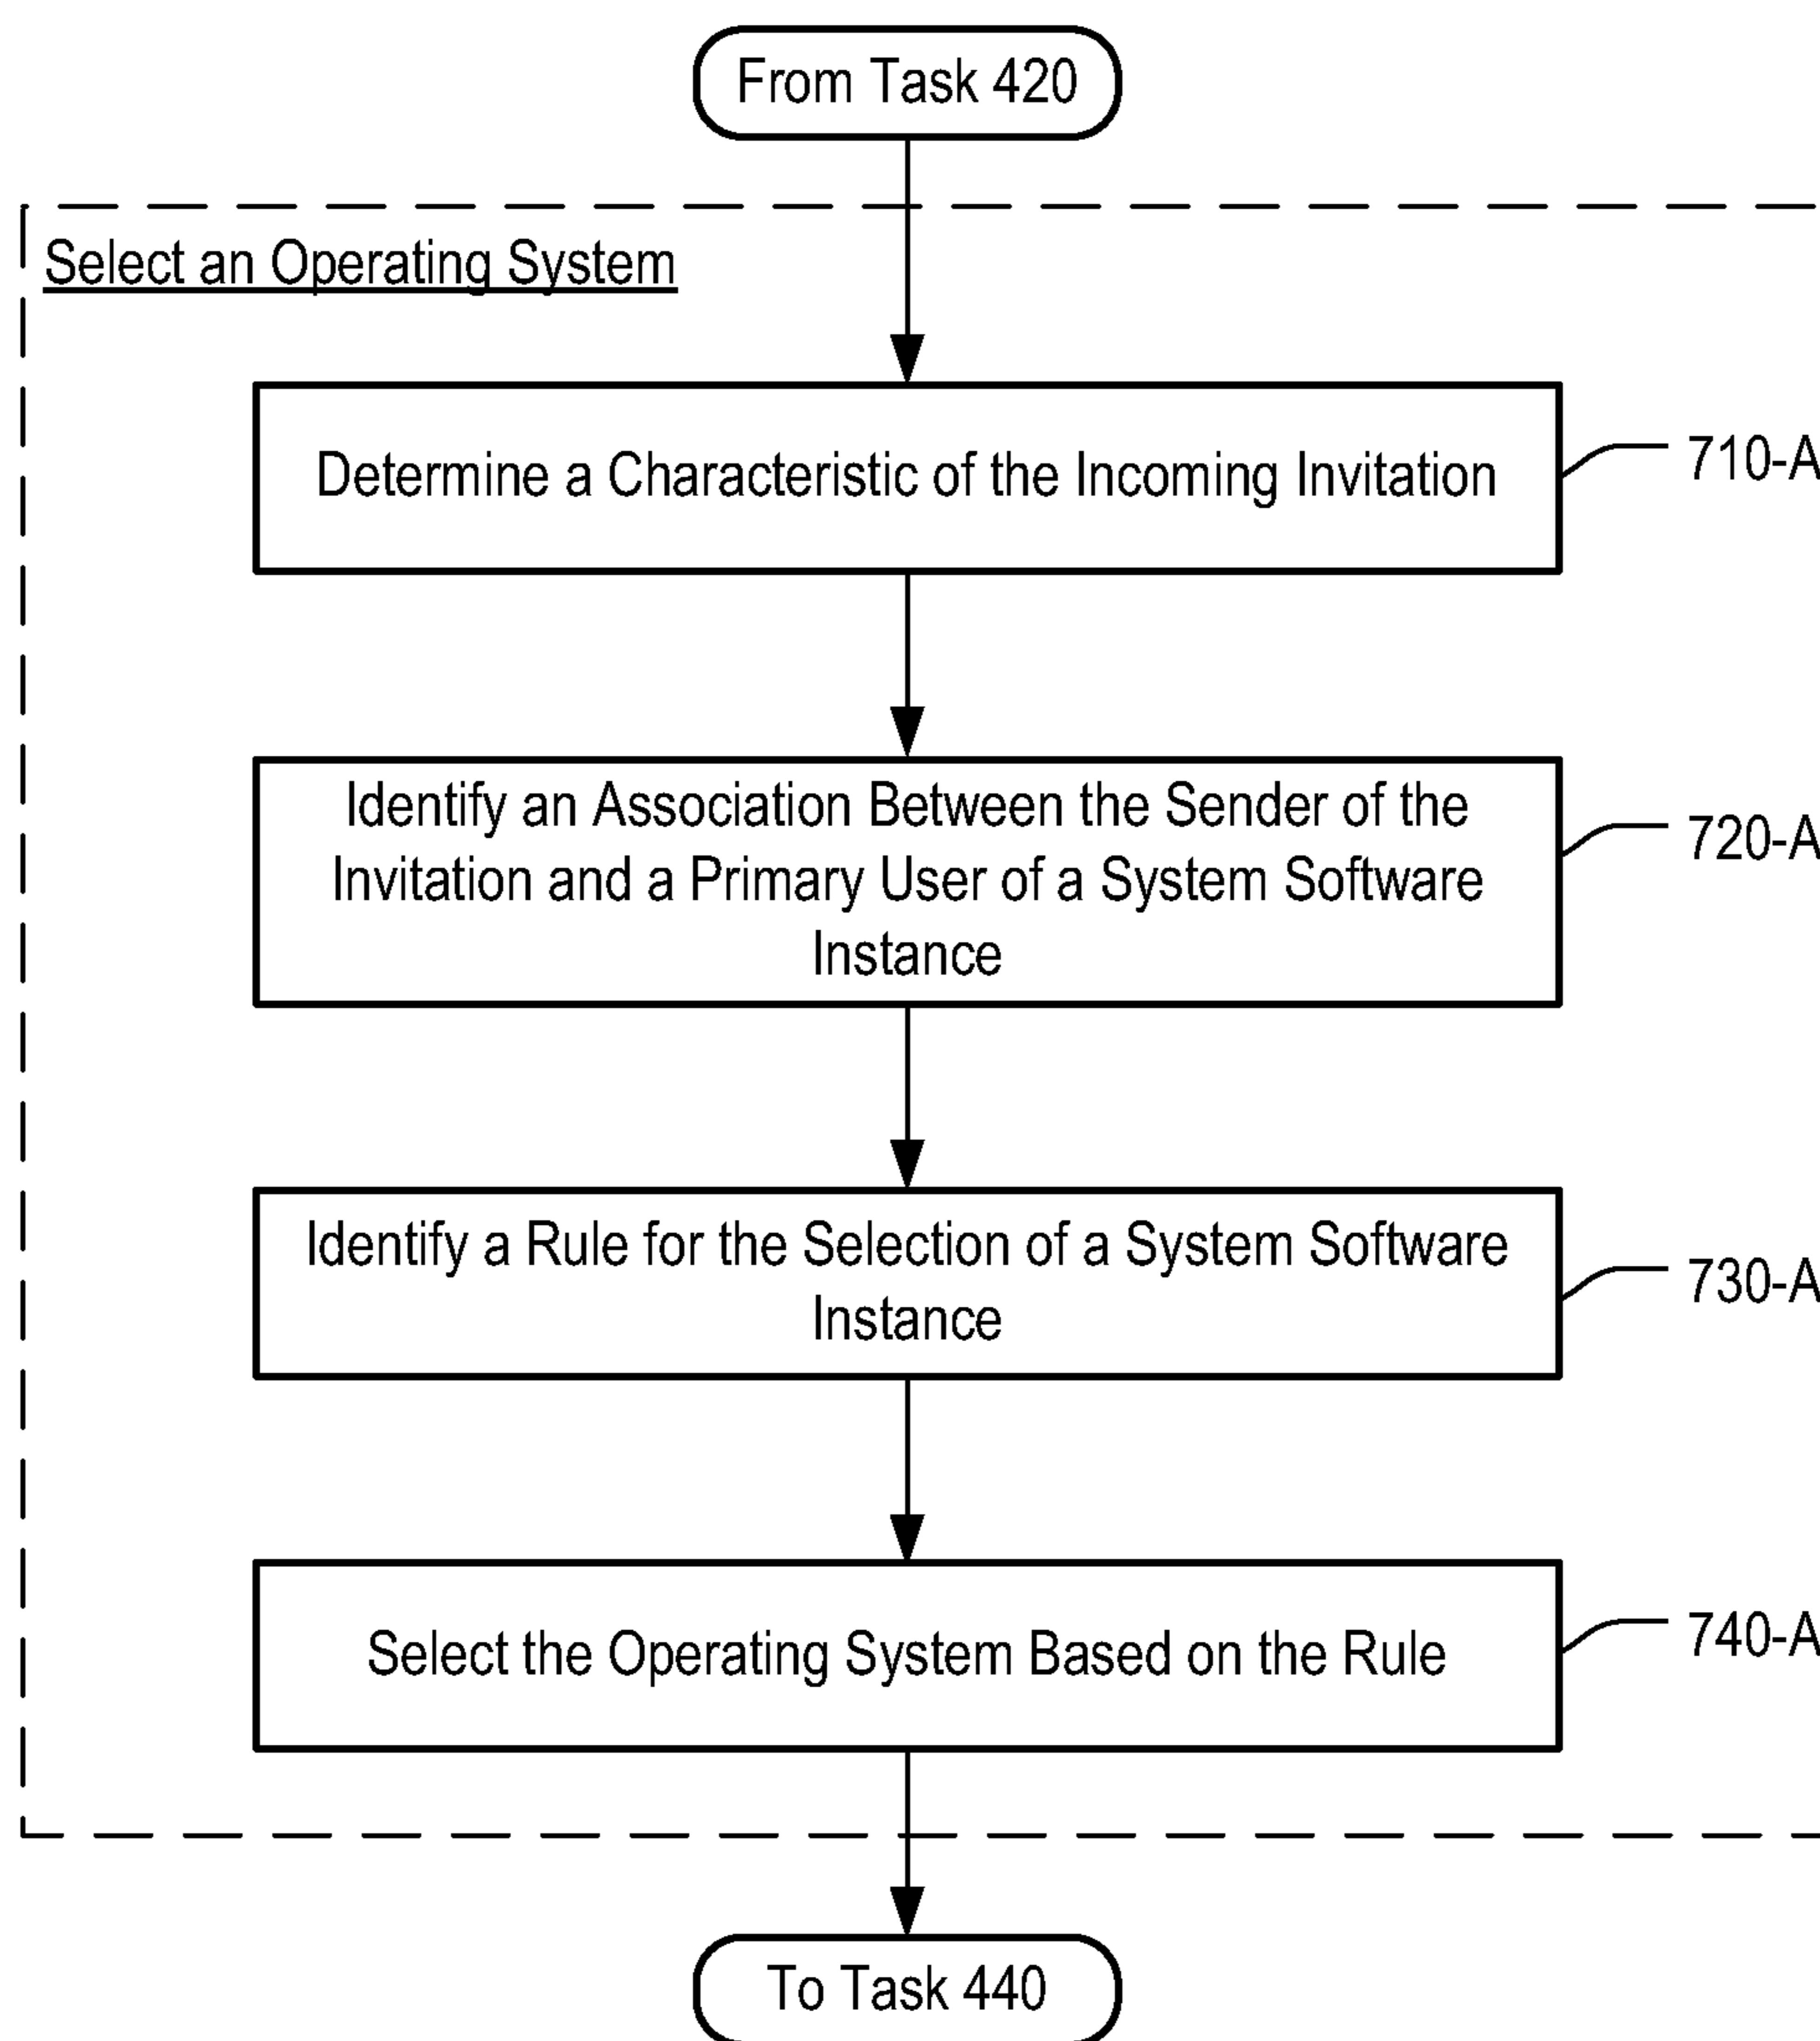 From Task 420
Select an Operating System
Determine a Characteristic of the Incoming Invitation
710-A
Identify an Association Between the Sender of the
Invitation and a Primary User of a System Software
Instance
720-A
Identify a Rule for the Selection of a System Software
Instance
730-A
Select the Operating System Based on the Rule
740-A
To Task 440